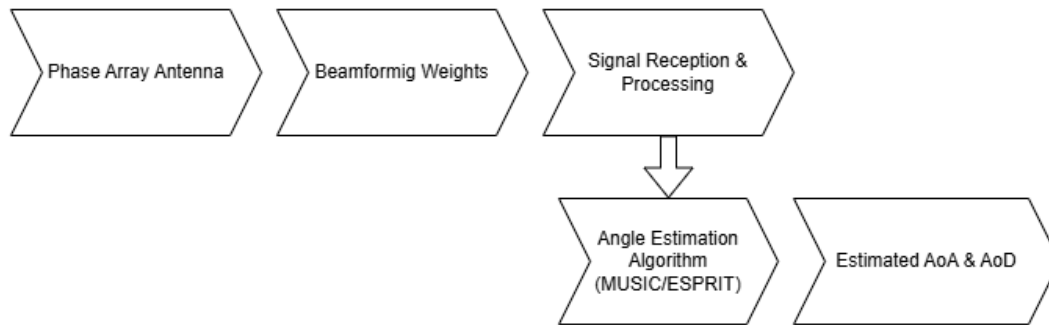 Phase Array Antenna
Beamformig Weights
Signal Reception &
Processing
Angle Estimation
Algorithm
(MUSIC/ESPRIT)
Estimated AoA & AoD